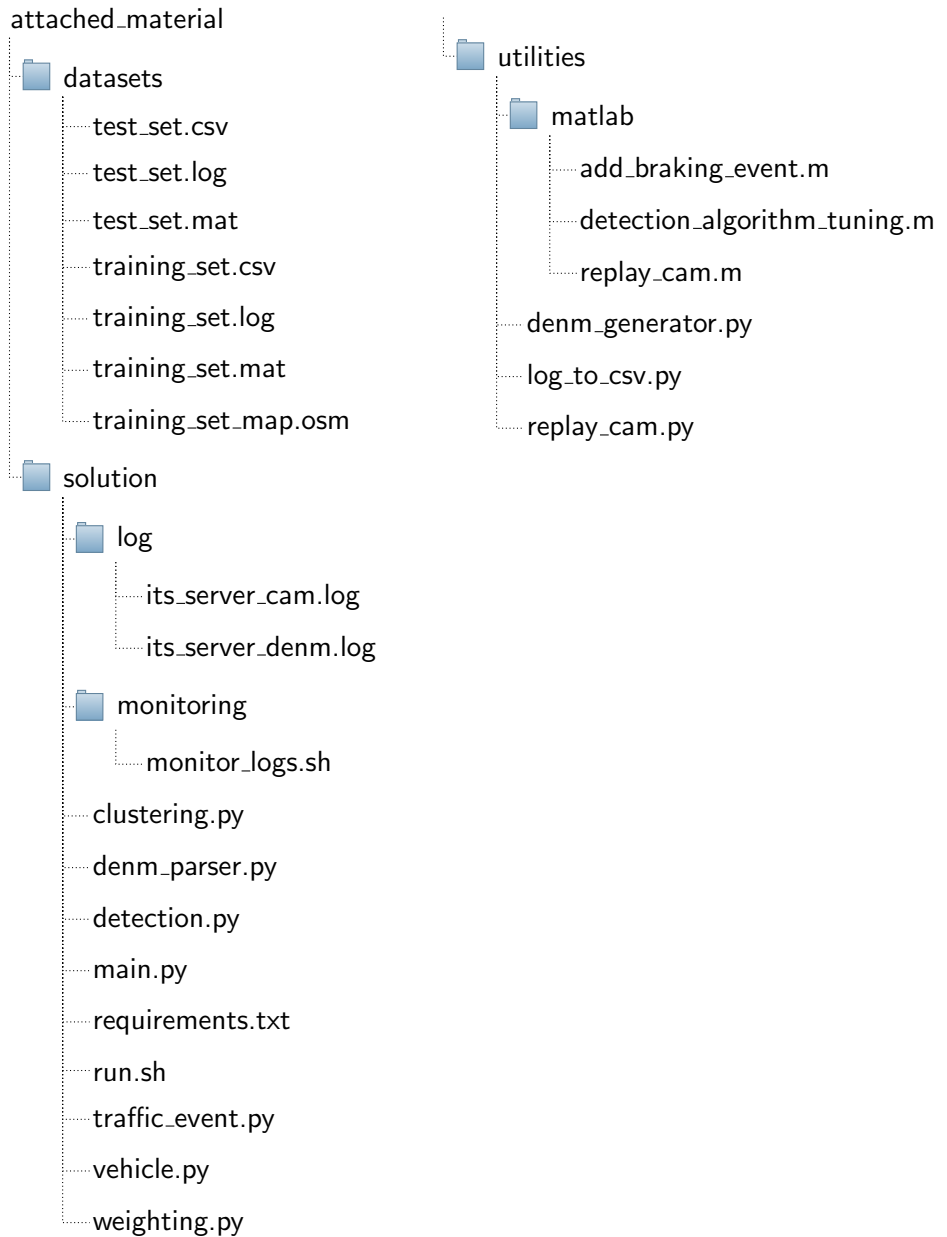 attached_material
datasets
test_set.csv
test_set.log
test_set.mat
training_set.csv
training_set.log
training_set.mat
training_set_map.osm
solution
log
its_server_cam.log
its_server_denm.log
monitoring
monitor_logs.sh
clustering.py
denm_parser.py
detection.py
main.py
requirements.txt
run.sh
traffic_event.py
vehicle.py
weighting.py
utilities
matlab
add_braking_event.m
detection_algorithm_tuning.m
replay_cam.m
denm_generator.py
log_to_csv.py
replay_cam.py